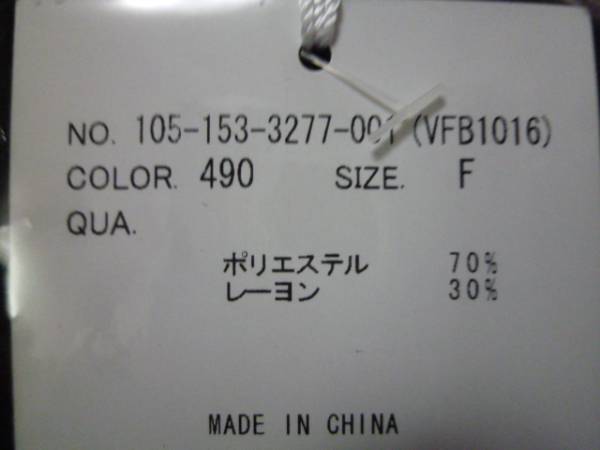 NO. 105-153-3277-001 (VFB1016)
COLOR. 490 SIZE. F
QUA.
ポリエステル 70%
レーヨン 30%
MADE IN CHINA